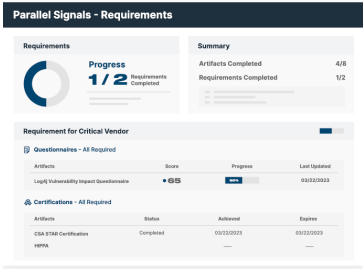 Parallel Signals - Requirements
Requirements
Progress
1 / 2 Requirements Completed
Summary
Artifacts Completed 4/8
Requirements Completed 1/2
Requirement for Critical Vendor
Questionnaires - All Required
Artifacts Score Progress Last Updated
Log4j Vulnerability Impact Questionnaire 65 03/22/2023
Certifications - All Required
Artifacts Status Achieved Expires
CSA STAR Certification Completed 03/22/2023 03/22/2023
HIPPA